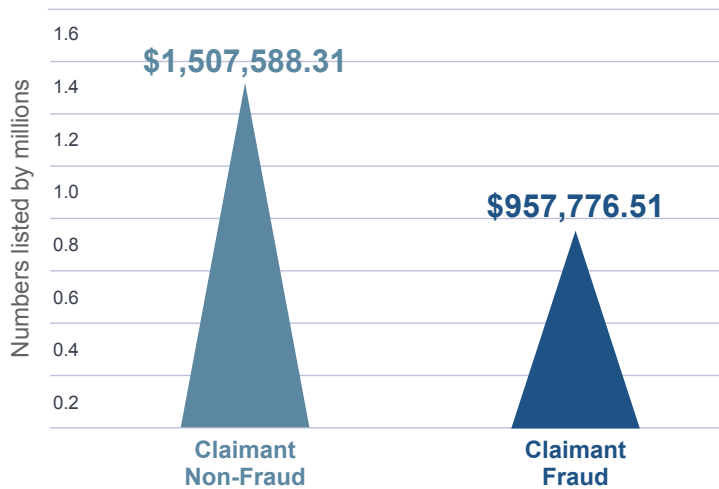 Numbers listed by millions
1.6
1.4
1.2
1.0
0.8
0.6
0.4
0.2
$1,507,588.31
$957,776.51
Claimant
Non-Fraud
Claimant
Fraud